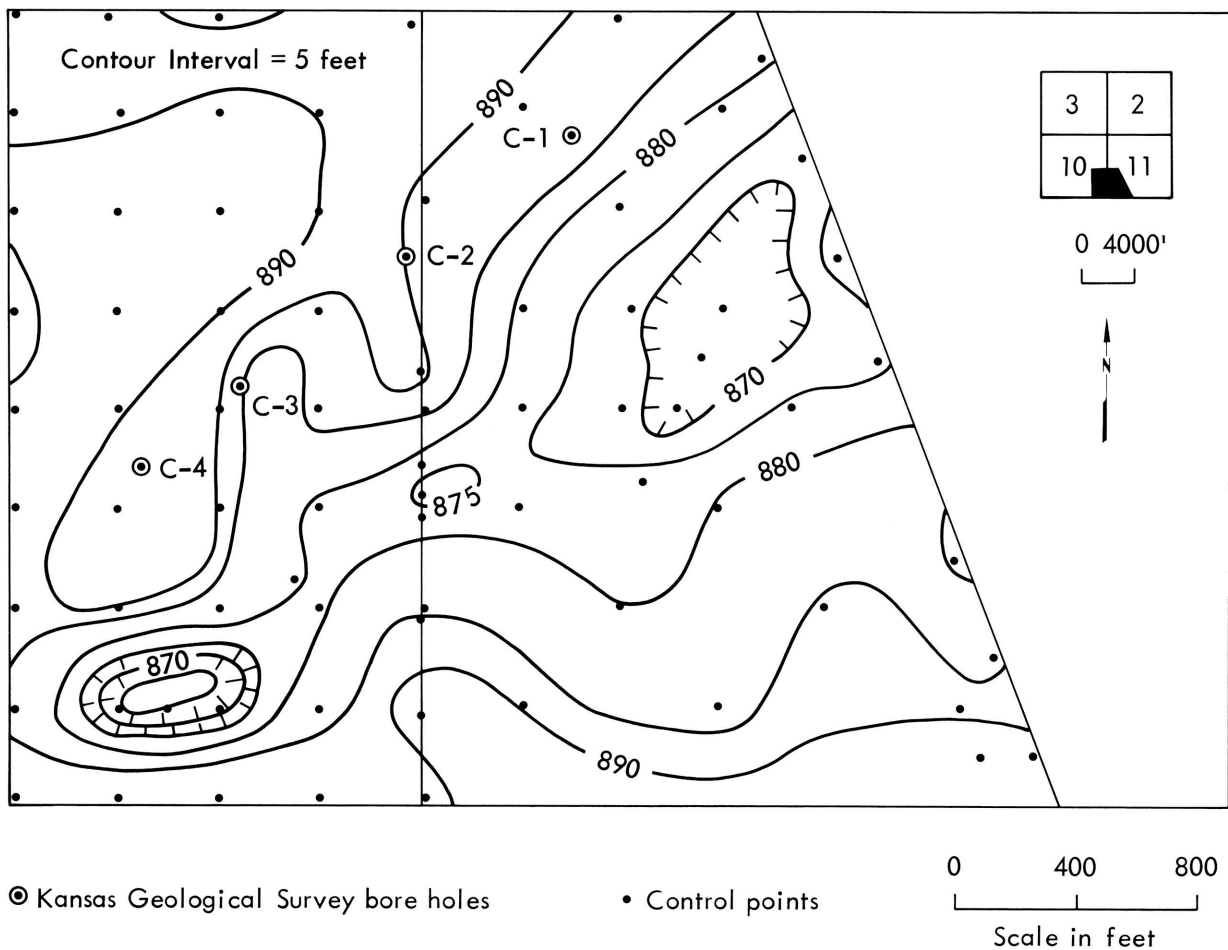 Contour Interval = 5 feet
890
C-1
880
3 2
10 11
0 4000'
N
C-2
890
870
C-3
C-4
880
875
870
890
Kansas Geological Survey bore holes
Control points
0 400 800
Scale in feet